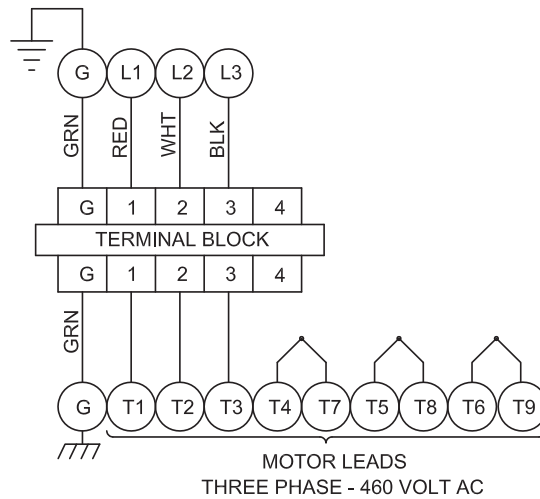 G L1 L2 L3
GRN RED WHT BLK
G 1 2 3 4
TERMINAL BLOCK
G 1 2 3 4
GRN
G T1 T2 T3 T4 T7 T5 T8 T6 T9
MOTOR LEADS
THREE PHASE - 460 VOLT AC